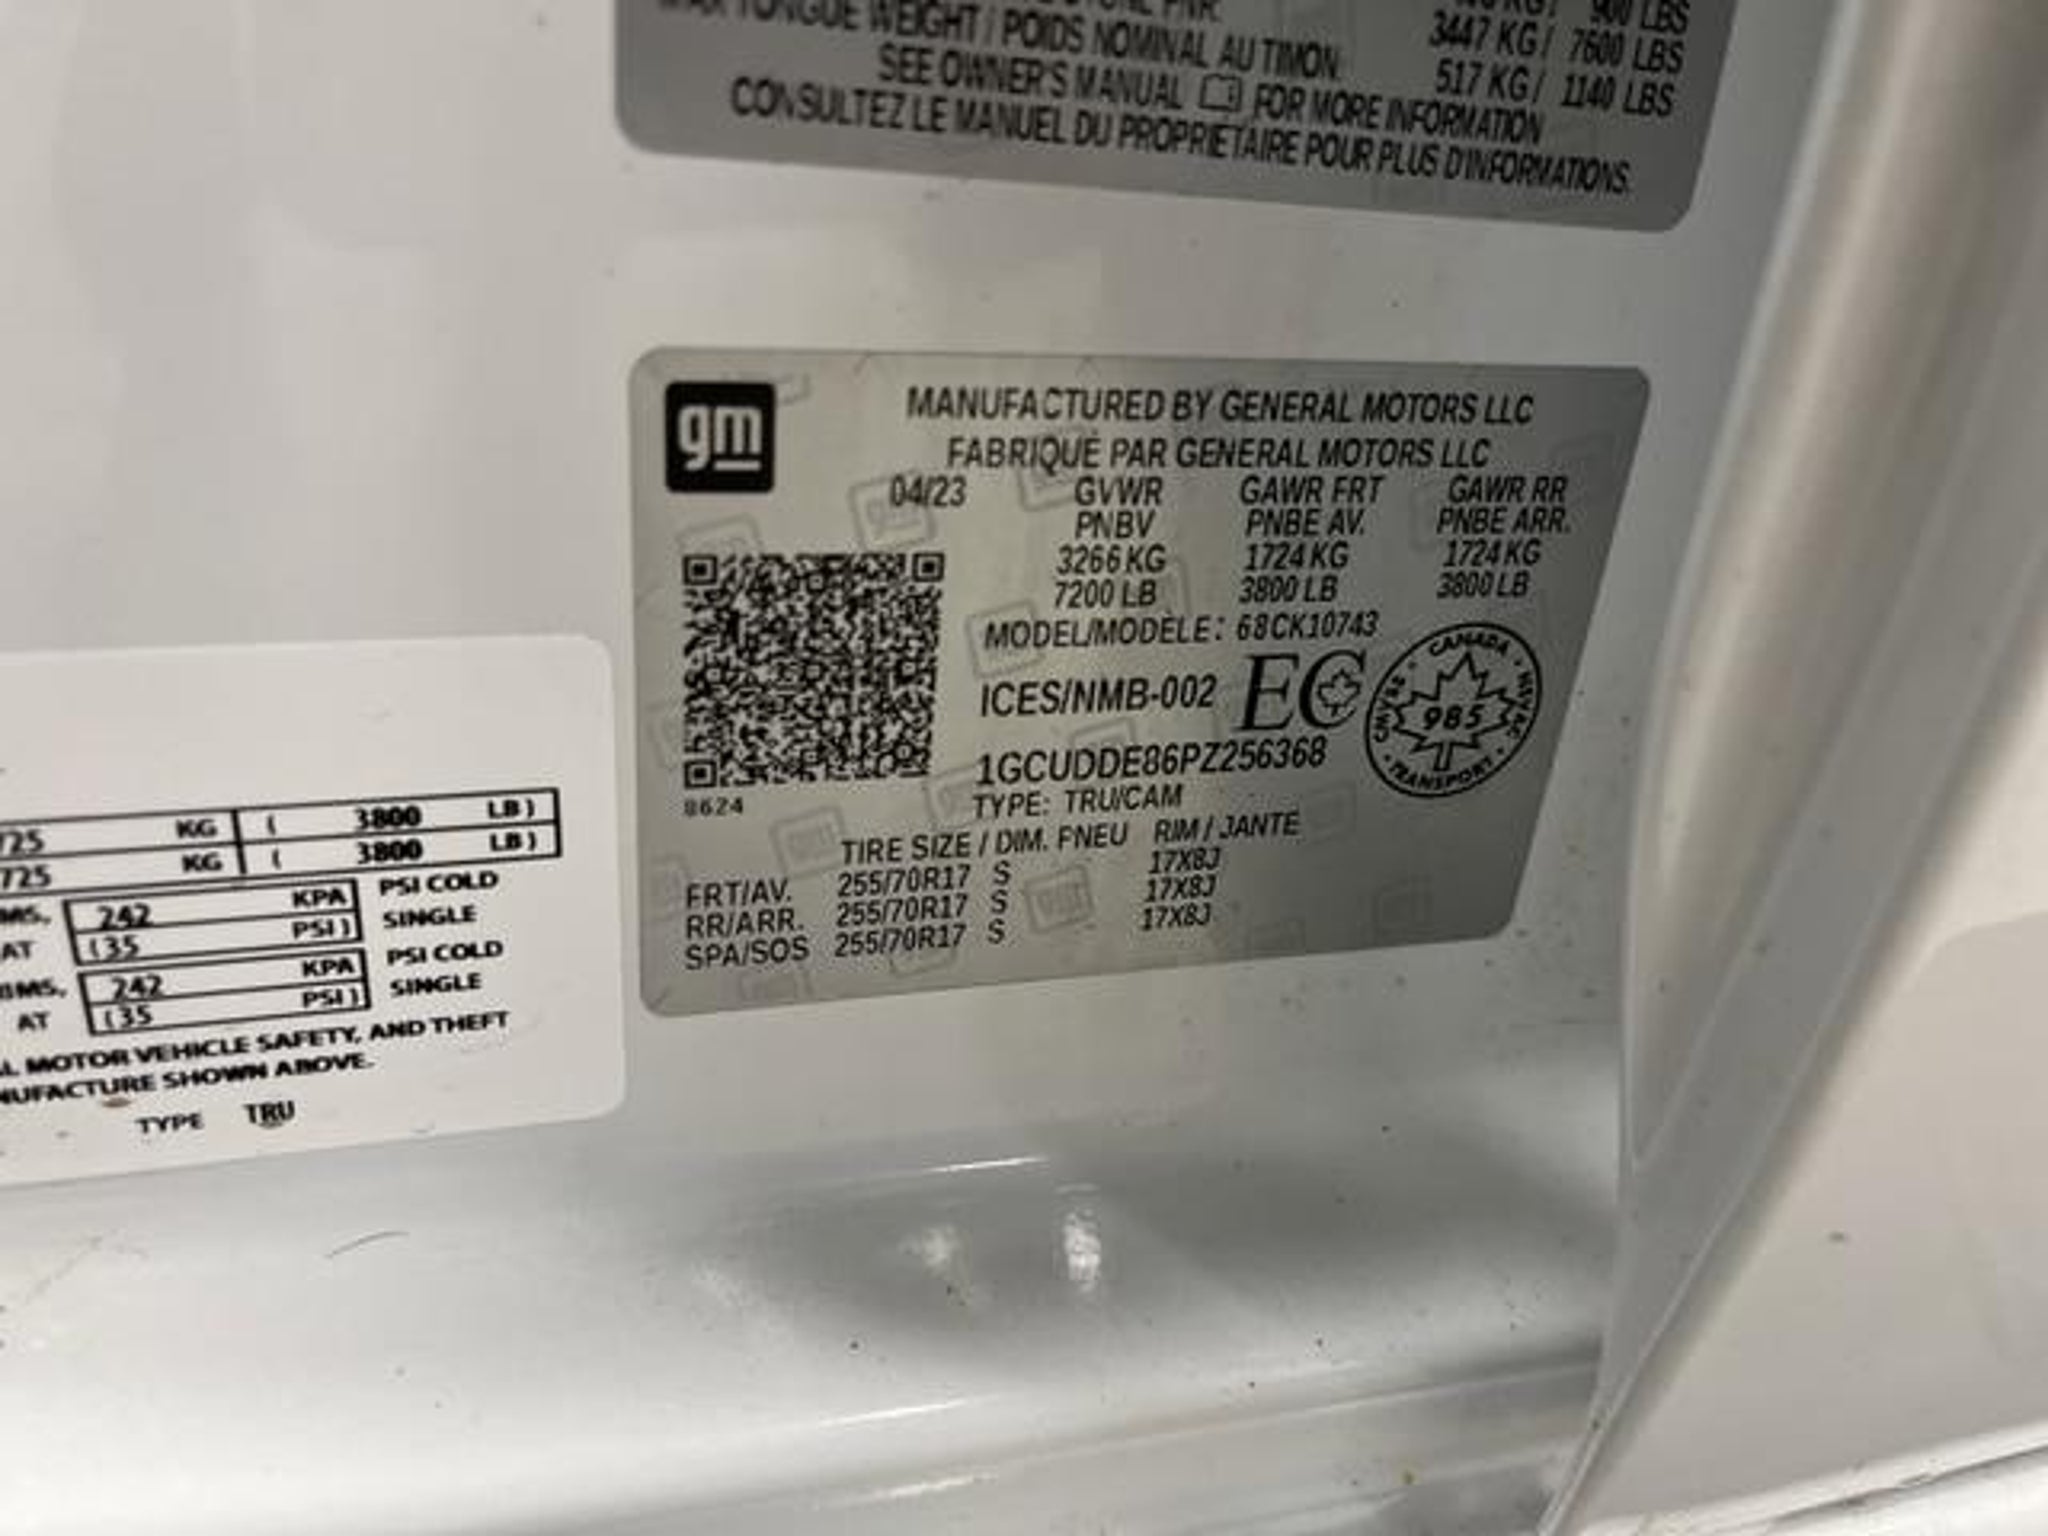 MAX TONGUE WEIGHT / POIDS NOMINAL AU TIMON
900 LBS
3447 KG / 7600 LBS
517 KG / 1140 LBS
SEE OWNER'S MANUAL FOR MORE INFORMATION
CONSULTEZ LE MANUEL DU PROPRIETAIRE POUR PLUS D'INFORMATIONS.
gm
MANUFACTURED BY GENERAL MOTORS LLC
FABRIQUÉ PAR GENERAL MOTORS LLC
04/23 GVWR GAWR FRT GAWR RR
PNBV PNBE AV. PNBE ARR.
3266 KG 1724 KG 1724 KG
7200 LB 3800 LB 3800 LB
MODEL/MODÈLE: 68CK10743
ICES/NMB-002 EC
CANADA
985
TRANSPORT
1GCUDDE86PZ256368
8624
TYPE: TRU/CAM
TIRE SIZE / DIM. PNEU RIM / JANTE
FRT/AV. 255/70R17 S 17X8J
RR/ARR. 255/70R17 S 17X8J
SPA/SOS 255/70R17 S 17X8J
725 KG ( 3800 LB)
725 KG ( 3800 LB)
242 KPA PSI COLD
AT (35 PSI) SINGLE
242 KPA PSI COLD
AT (35 PSI) SINGLE
MOTOR VEHICLE SAFETY, AND THEFT
SHOWN ABOVE.
TYPE TRU